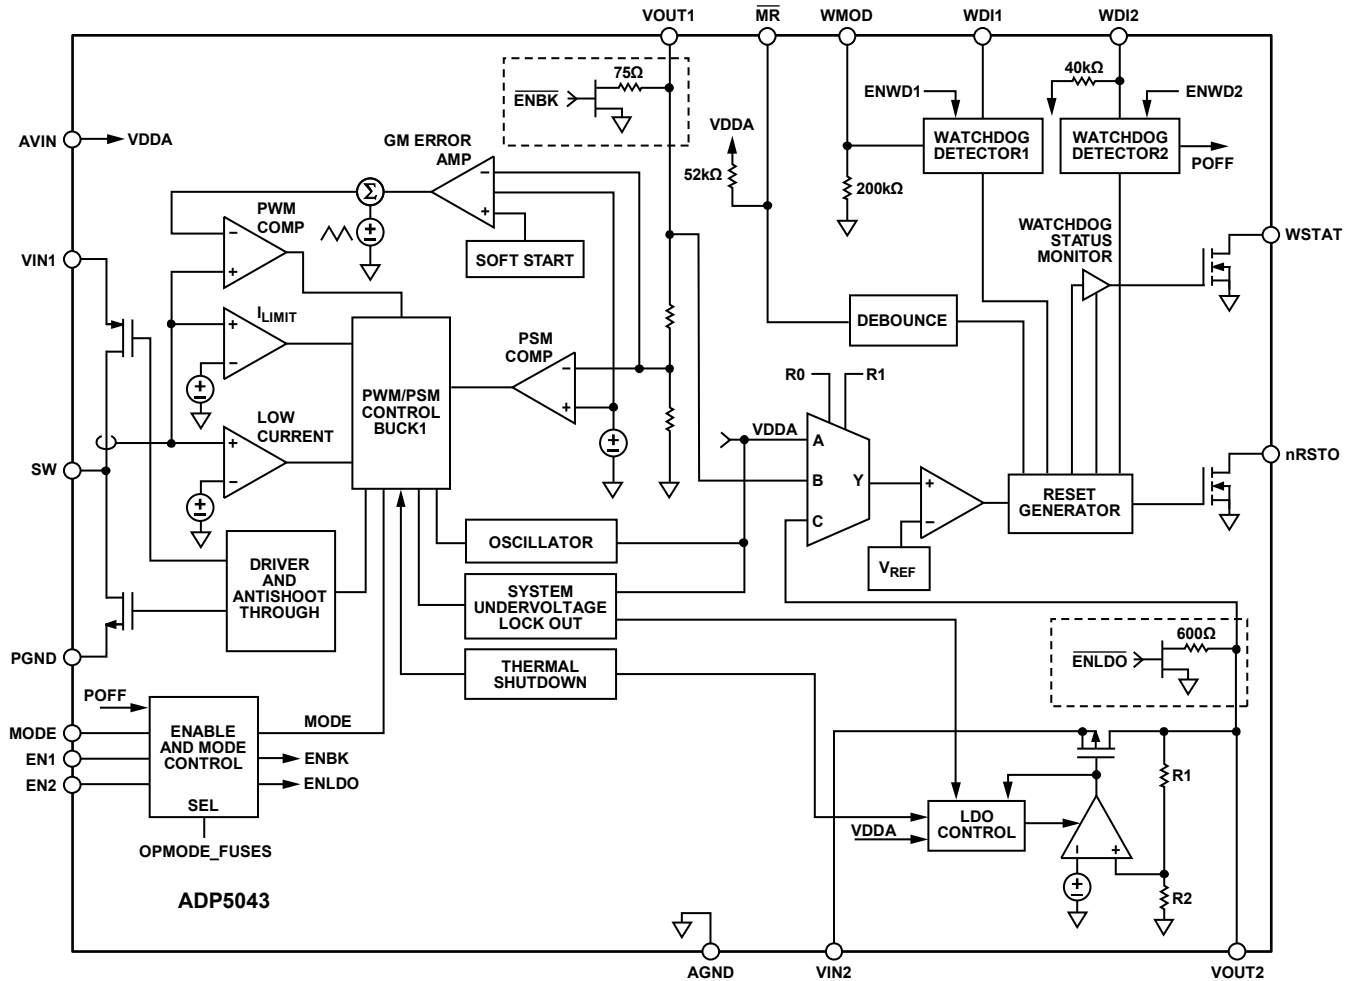 VOUT1
MR
WMOD
WDI1
WDI2
75Ω
ENBK
40kΩ
ENWD1
ENWD2
AVIN
VDDA
VDDA
GM ERROR
AMP
WATCHDOG
DETECTOR1
WATCHDOG
DETECTOR2
POFF
52kΩ
200kΩ
Σ
PWM
COMP
SOFT START
WATCHDOG
STATUS
MONITOR
WSTAT
VIN1
ILIMIT
DEBOUNCE
PSM
COMP
PWM/PSM
CONTROL
BUCK1
R0
R1
LOW
CURRENT
VDDA
A
B
C
Y
SW
nRSTO
RESET
GENERATOR
OSCILLATOR
VREF
DRIVER
AND
ANTISHOOT
THROUGH
SYSTEM
UNDERVOLTAGE
LOCK OUT
600Ω
ENLDO
PGND
THERMAL
SHUTDOWN
POFF
MODE
EN1
EN2
ENABLE
AND MODE
CONTROL
SEL
MODE
ENBK
ENLDO
OPMODE_FUSES
R1
LDO
CONTROL
VDDA
R2
ADP5043
AGND
VIN2
VOUT2